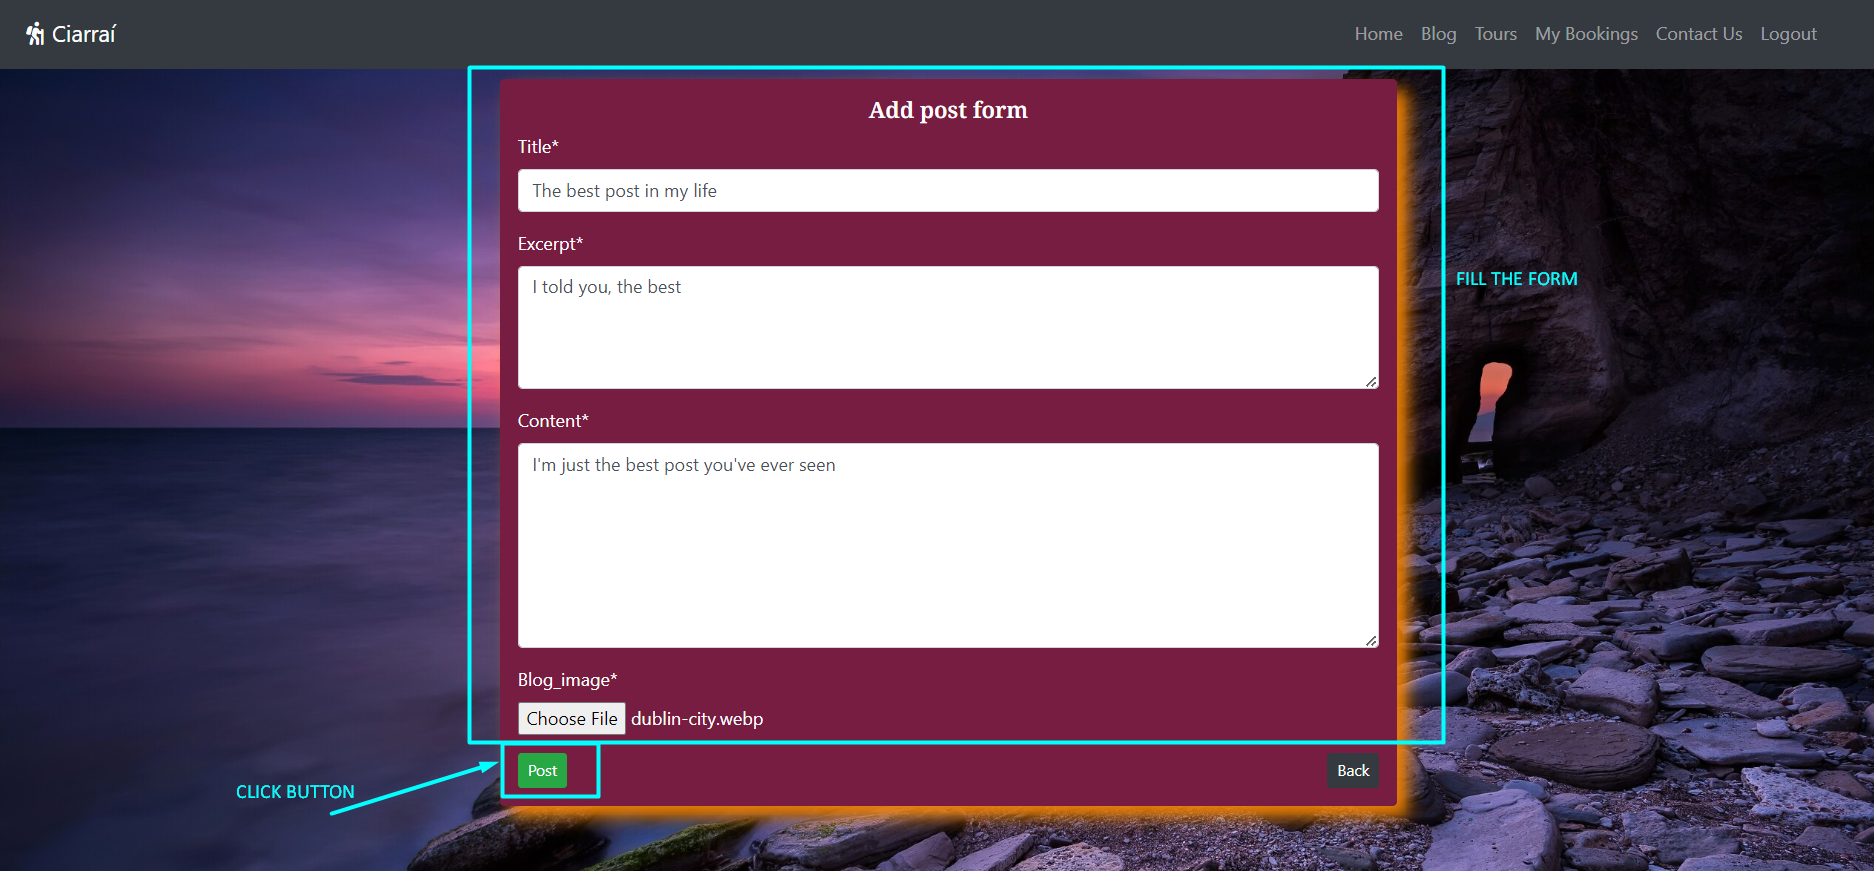 Ciarraí
Home Blog Tours My Bookings Contact Us Logout
Add post form
Title*
The best post in my life
Excerpt*
I told you, the best
FILL THE FORM
Content*
I'm just the best post you've ever seen
Blog_image*
Choose File dublin-city.webp
Post
Back
CLICK BUTTON